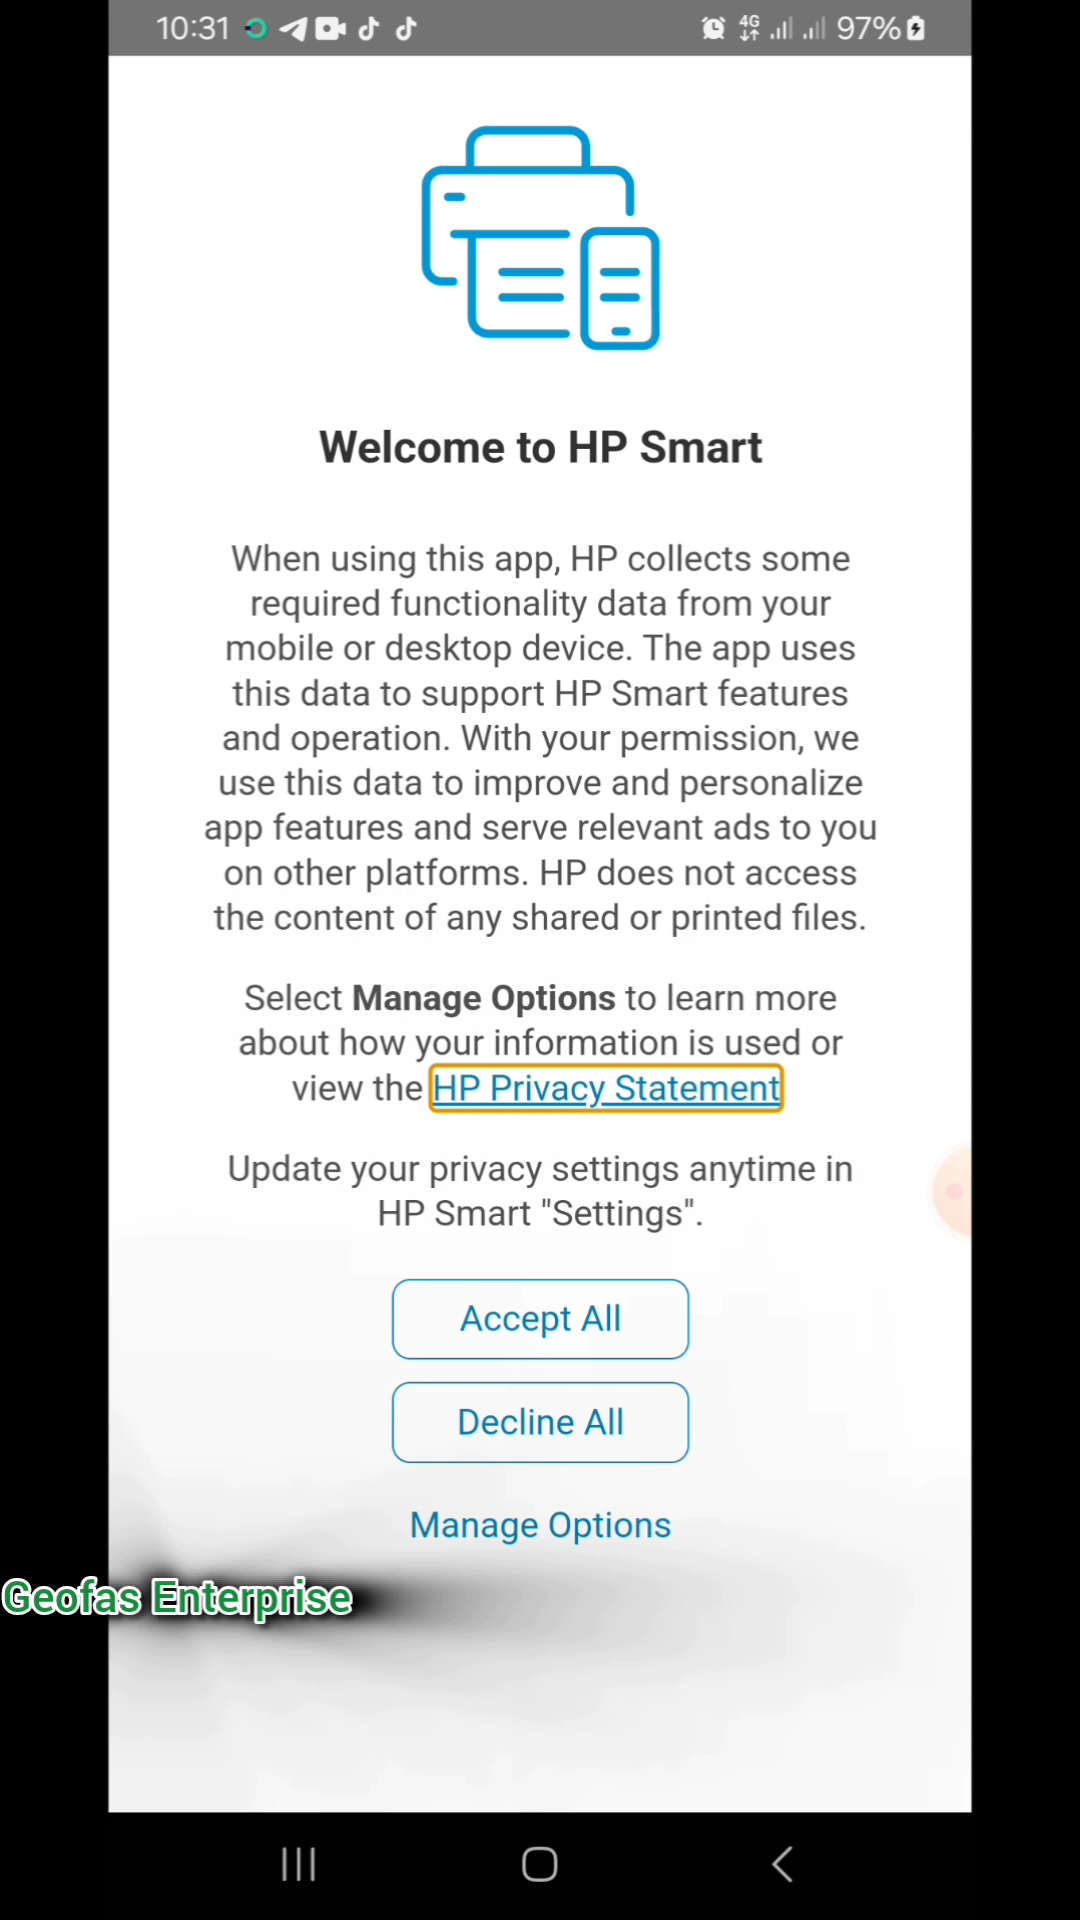 10:31 4G 97%
Welcome to HP Smart
When using this app, HP collects some
required functionality data from your
mobile or desktop device. The app uses
this data to support HP Smart features
and operation. With your permission, we
use this data to improve and personalize
app features and serve relevant ads to you
on other platforms. HP does not access
the content of any shared or printed files.
Select Manage Options to learn more
about how your information is used or
view the HP Privacy Statement
Update your privacy settings anytime in
HP Smart "Settings".
Accept All
Decline All
Manage Options
Geofas Enterprise